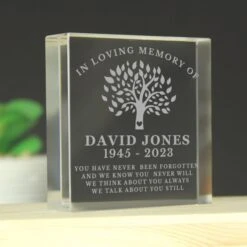 IN LOVING MEMORY OF
DAVID JONES
1945 - 2023
YOU HAVE NEVER BEEN FORGOTTEN
AND WE KNOW YOU NEVER WILL
WE THINK ABOUT YOU ALWAYS
WE TALK ABOUT YOU STILL